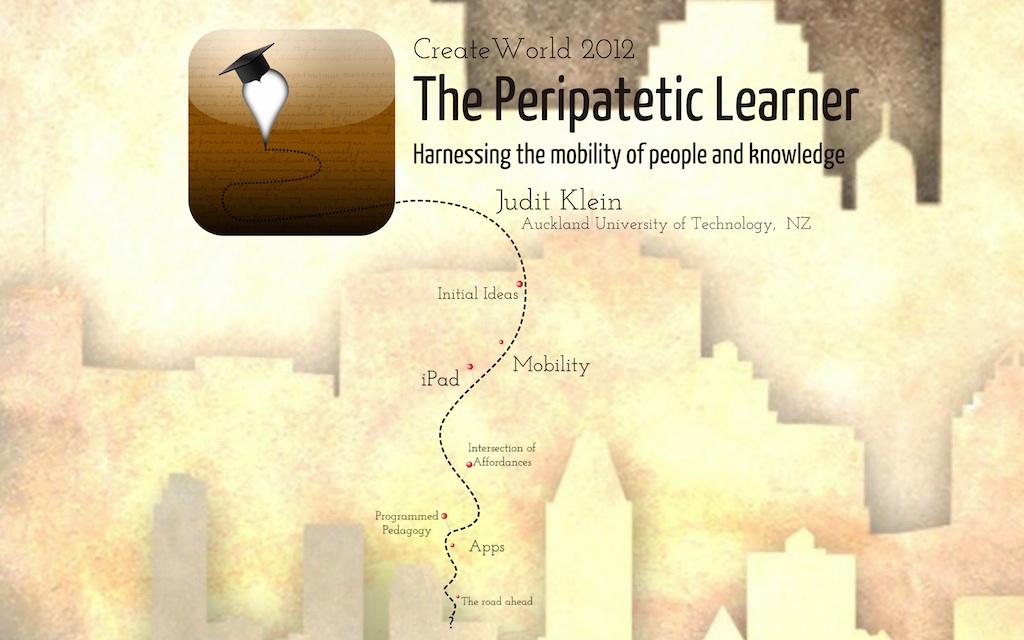 CreateWorld 2012
The Peripatetic Learner
Harnessing the mobility of people and knowledge
Judit Klein
Auckland University of Technology, NZ
Initial Ideas
Mobility
iPad
Intersection of
Affordances
Programmed
Pedagogy
Apps
The road ahead